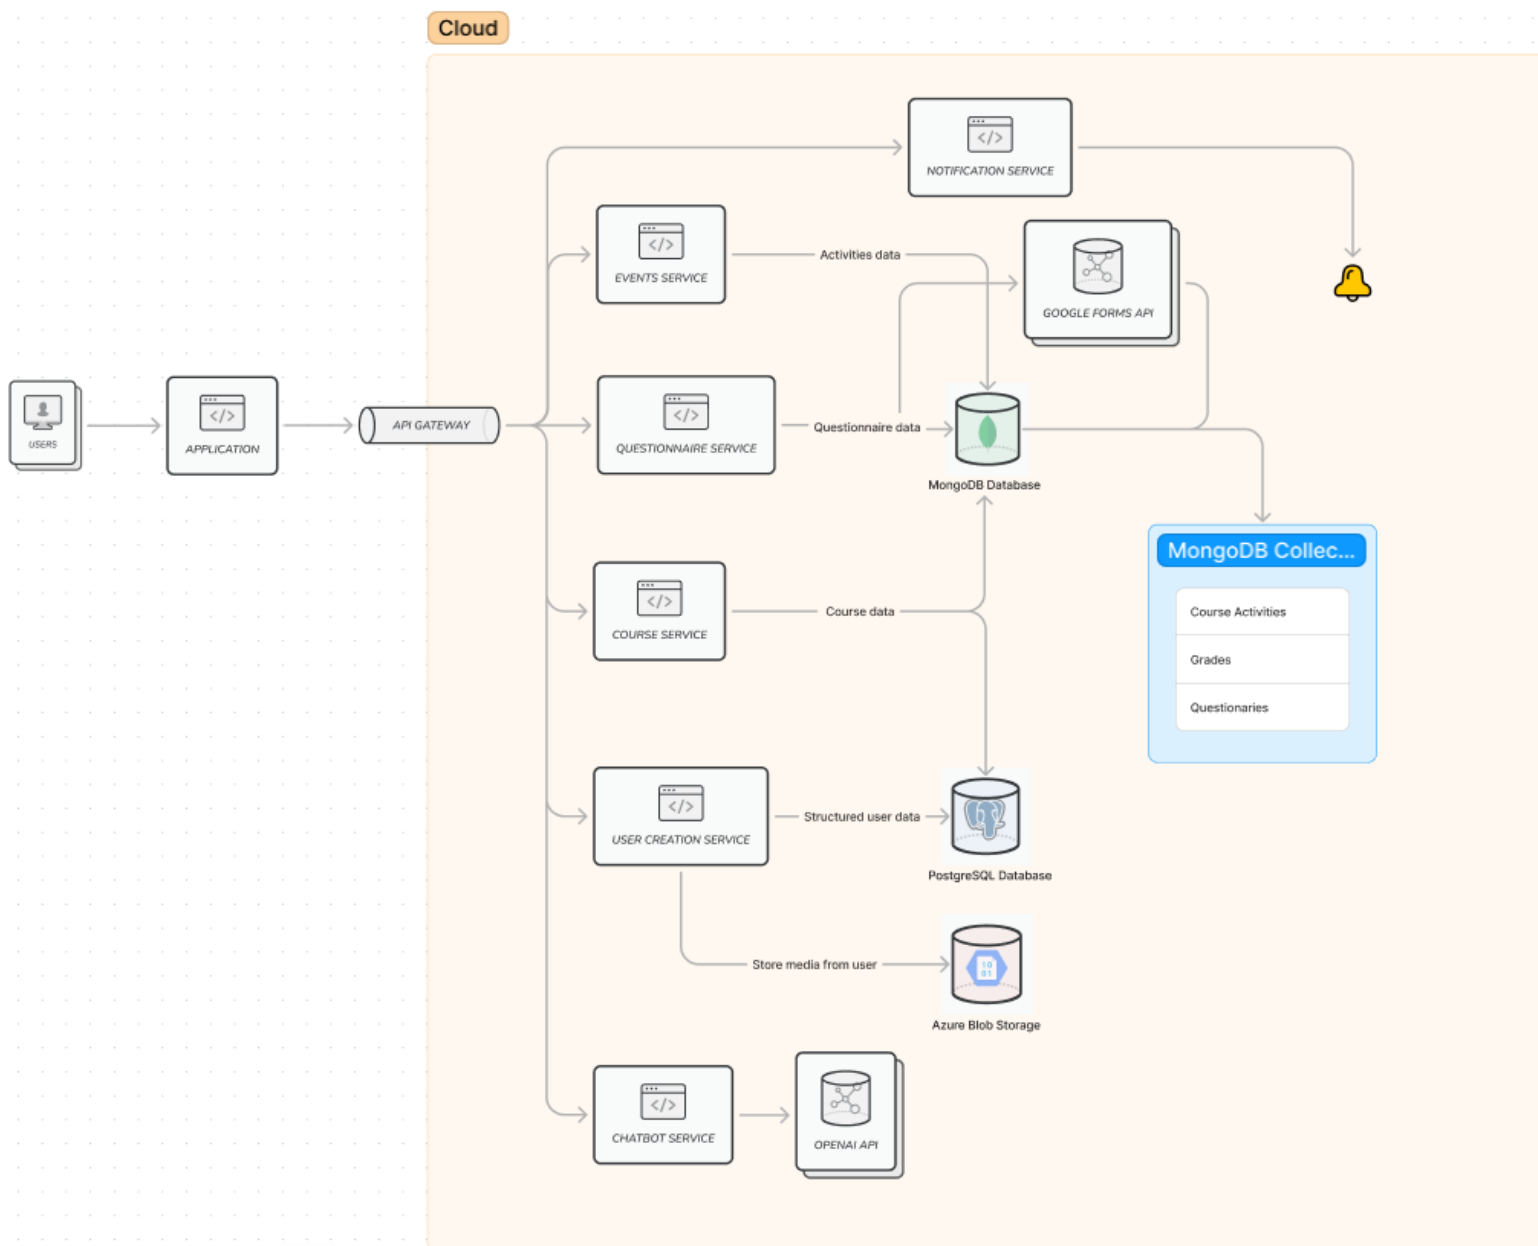 Cloud
NOTIFICATION SERVICE
EVENTS SERVICE
Activities data
GOOGLE FORMS API
USERS
APPLICATION
API GATEWAY
QUESTIONNAIRE SERVICE
Questionnaire data
MongoDB Database
MongoDB Collec...
Course Activities
Grades
Questionaries
COURSE SERVICE
Course data
USER CREATION SERVICE
Structured user data
PostgreSQL Database
Store media from user
10
01
Azure Blob Storage
CHATBOT SERVICE
OPENAI API